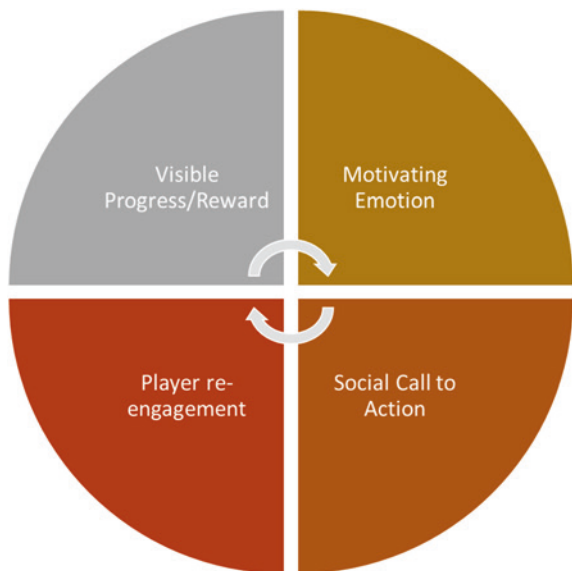 Visible
Progress/Reward
Motivating
Emotion
Player re-
engagement
Social Call to
Action